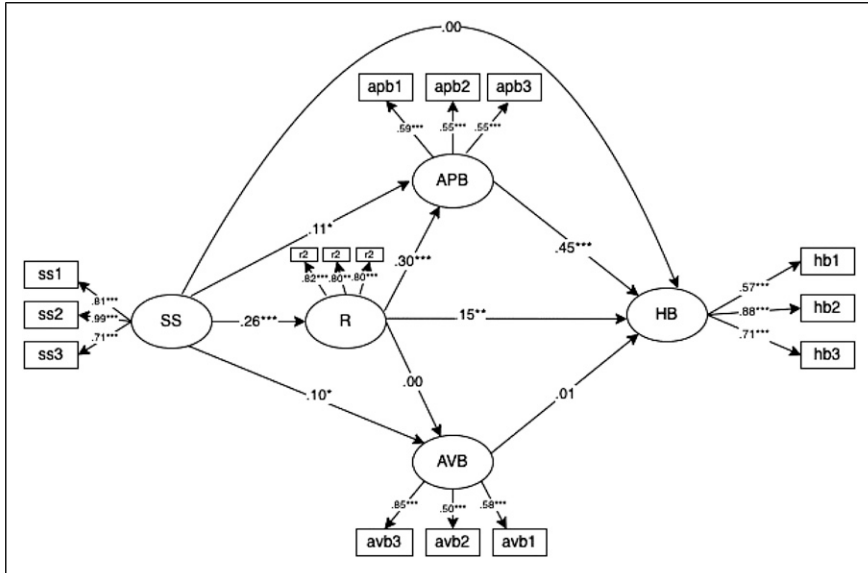 .00
apb1 apb2 apb3
.59*** .55*** .55***
APB
.11*
r2 r2 r2
.82*** .80** .80***
.30***
.45***
ss1
ss2
ss3
.81***
.99***
.71***
SS
.26***
R
.15**
HB
.57***
.88***
.71***
hb1
hb2
hb3
.10*
.00
.01
AVB
.85*** .50*** .58***
avb3 avb2 avb1